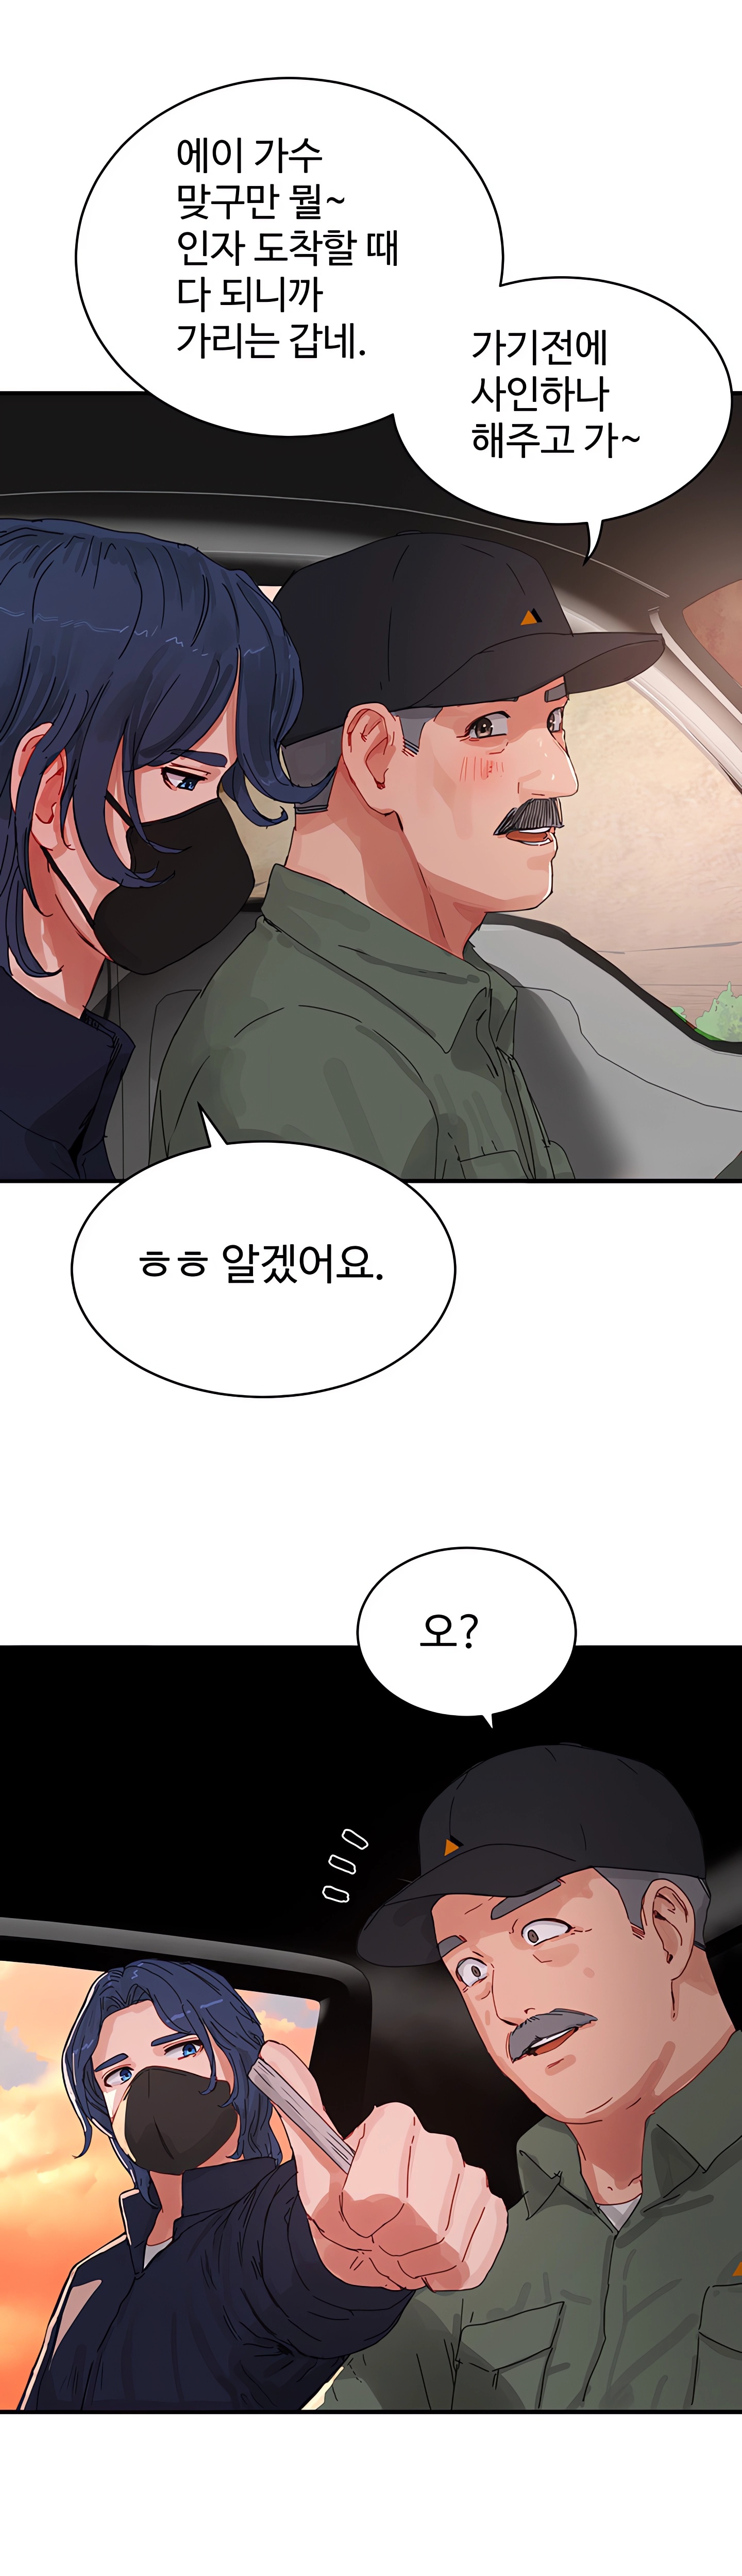 에이 가수
맞구만 뭘~
인자 도착할 때
다 되니까
가리는 갑네.
가기전에
사인하나
해주고 가~
ㅎㅎ 알겠어요.
오?